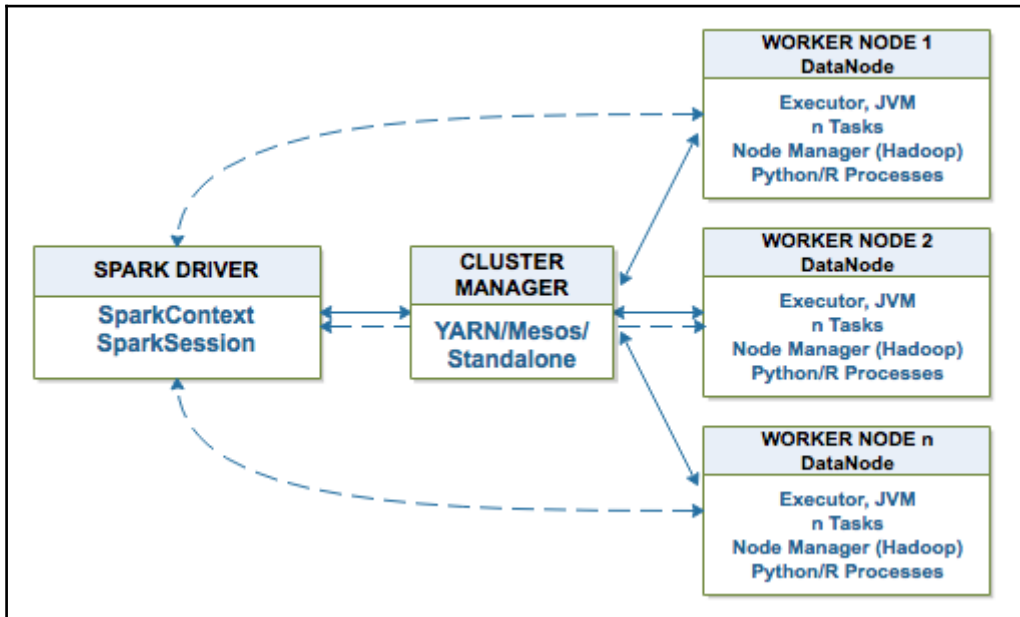 SPARK DRIVER
SparkContext
SparkSession
CLUSTER
MANAGER
YARN/Mesos/
Standalone
WORKER NODE 1
DataNode
Executor, JVM
n Tasks
Node Manager (Hadoop)
Python/R Processes
WORKER NODE 2
DataNode
Executor, JVM
n Tasks
Node Manager (Hadoop)
Python/R Processes
WORKER NODE n
DataNode
Executor, JVM
n Tasks
Node Manager (Hadoop)
Python/R Processes